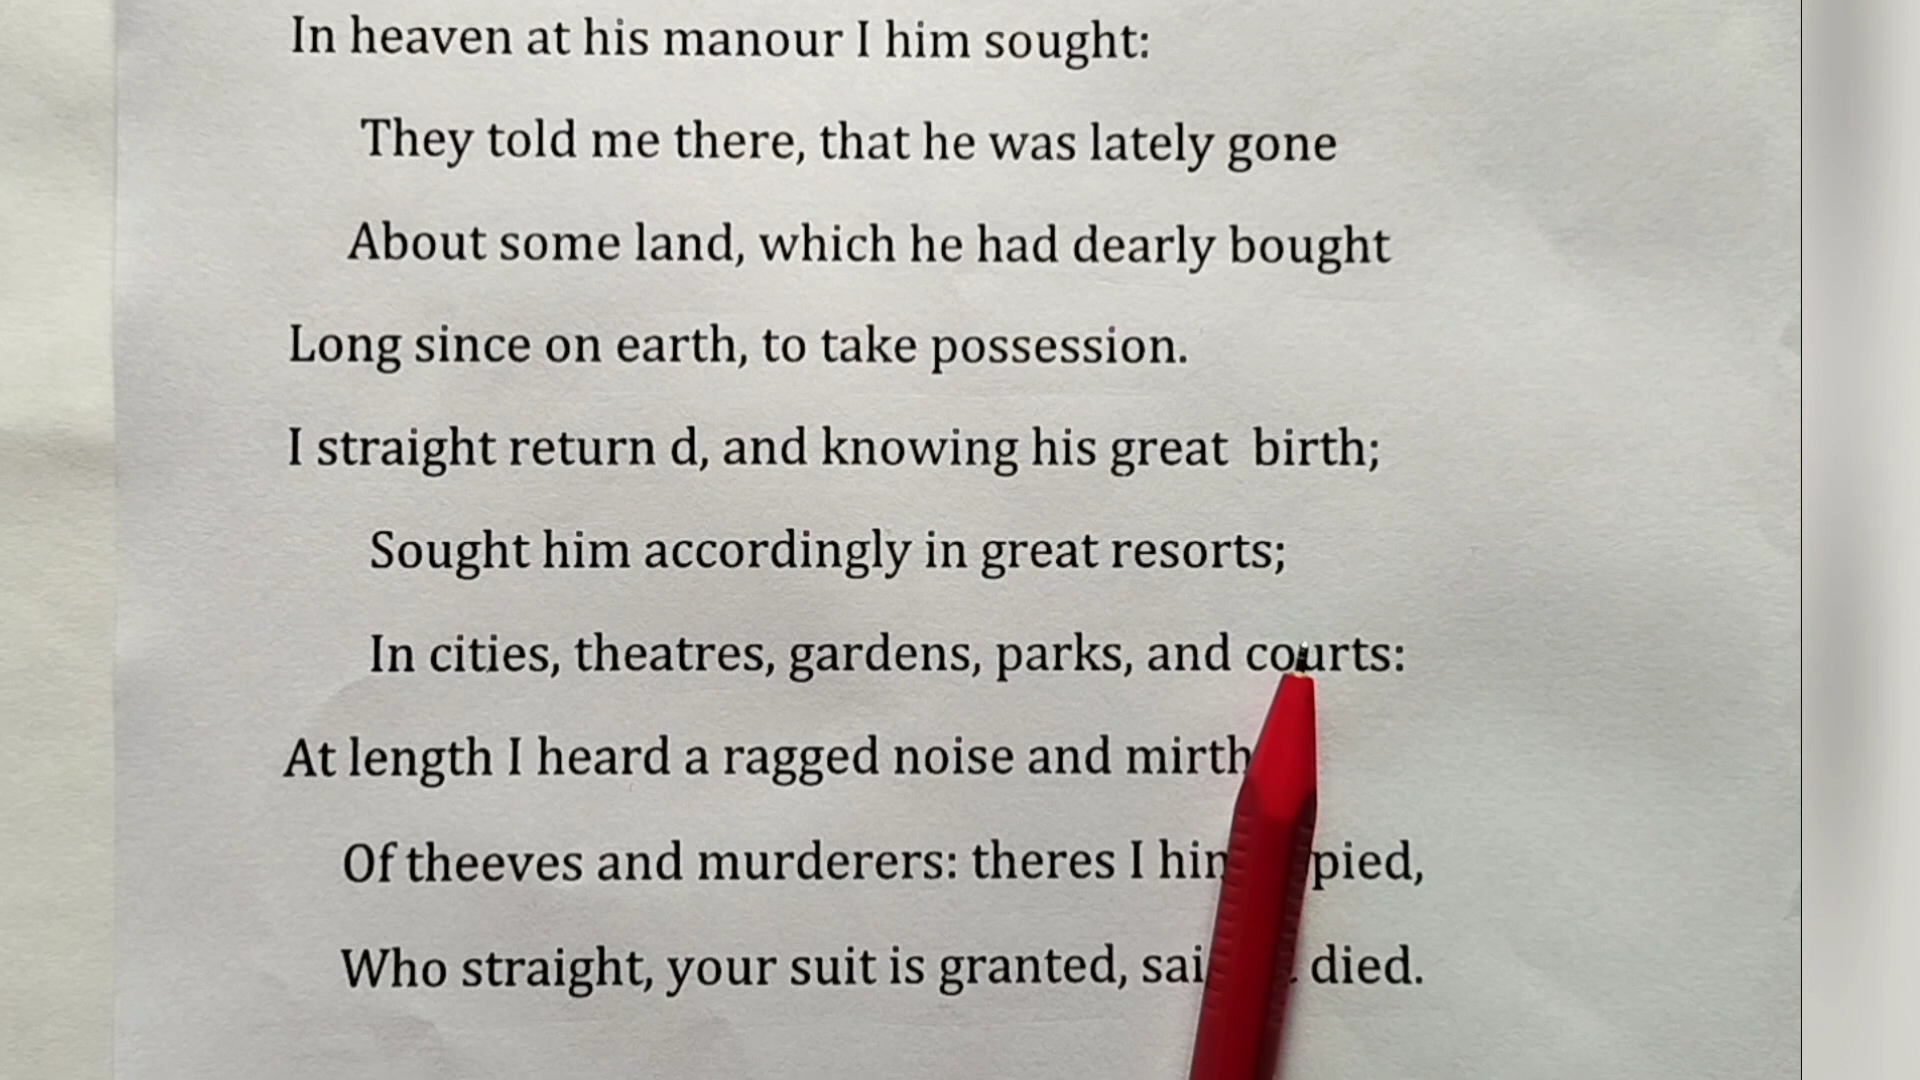 In heaven at his manour I him sought:
They told me there, that he was lately gone
About some land, which he had dearly bought
Long since on earth, to take possession.
I straight return d, and knowing his great birth;
Sought him accordingly in great resorts;
In cities, theatres, gardens, parks, and courts:
At length I heard a ragged noise and mirth
Of theeves and murderers: theres I
Who straight, your suit is granted, died.